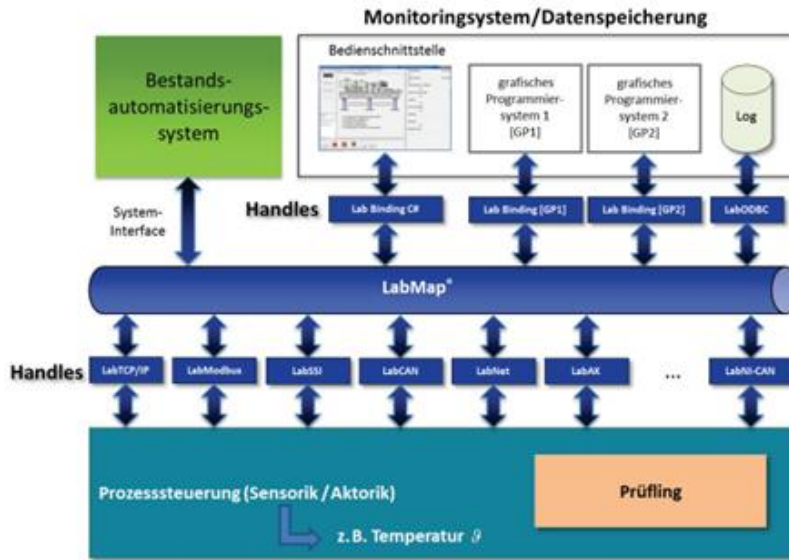 Monitoringsystem/Datenspeicherung
Bedienschnittstelle
Bestands-
automatisierungs-
system
grafisches
Programmier-
system 1
[GP1]
grafisches
Programmier-
system 2
[GP2]
Log
System-
Interface
Handles
Lab Binding C#
Lab Binding [GP1]
Lab Binding [GP2]
LabODBC
LabMap®
Handles
LabTCP/IP
LabModbus
LabSSI
LabCAN
LabNet
LabAK
...
LabNI-CAN
Prozesssteuerung (Sensorik / Aktorik)
Prüfling
z. B. Temperatur ϑ